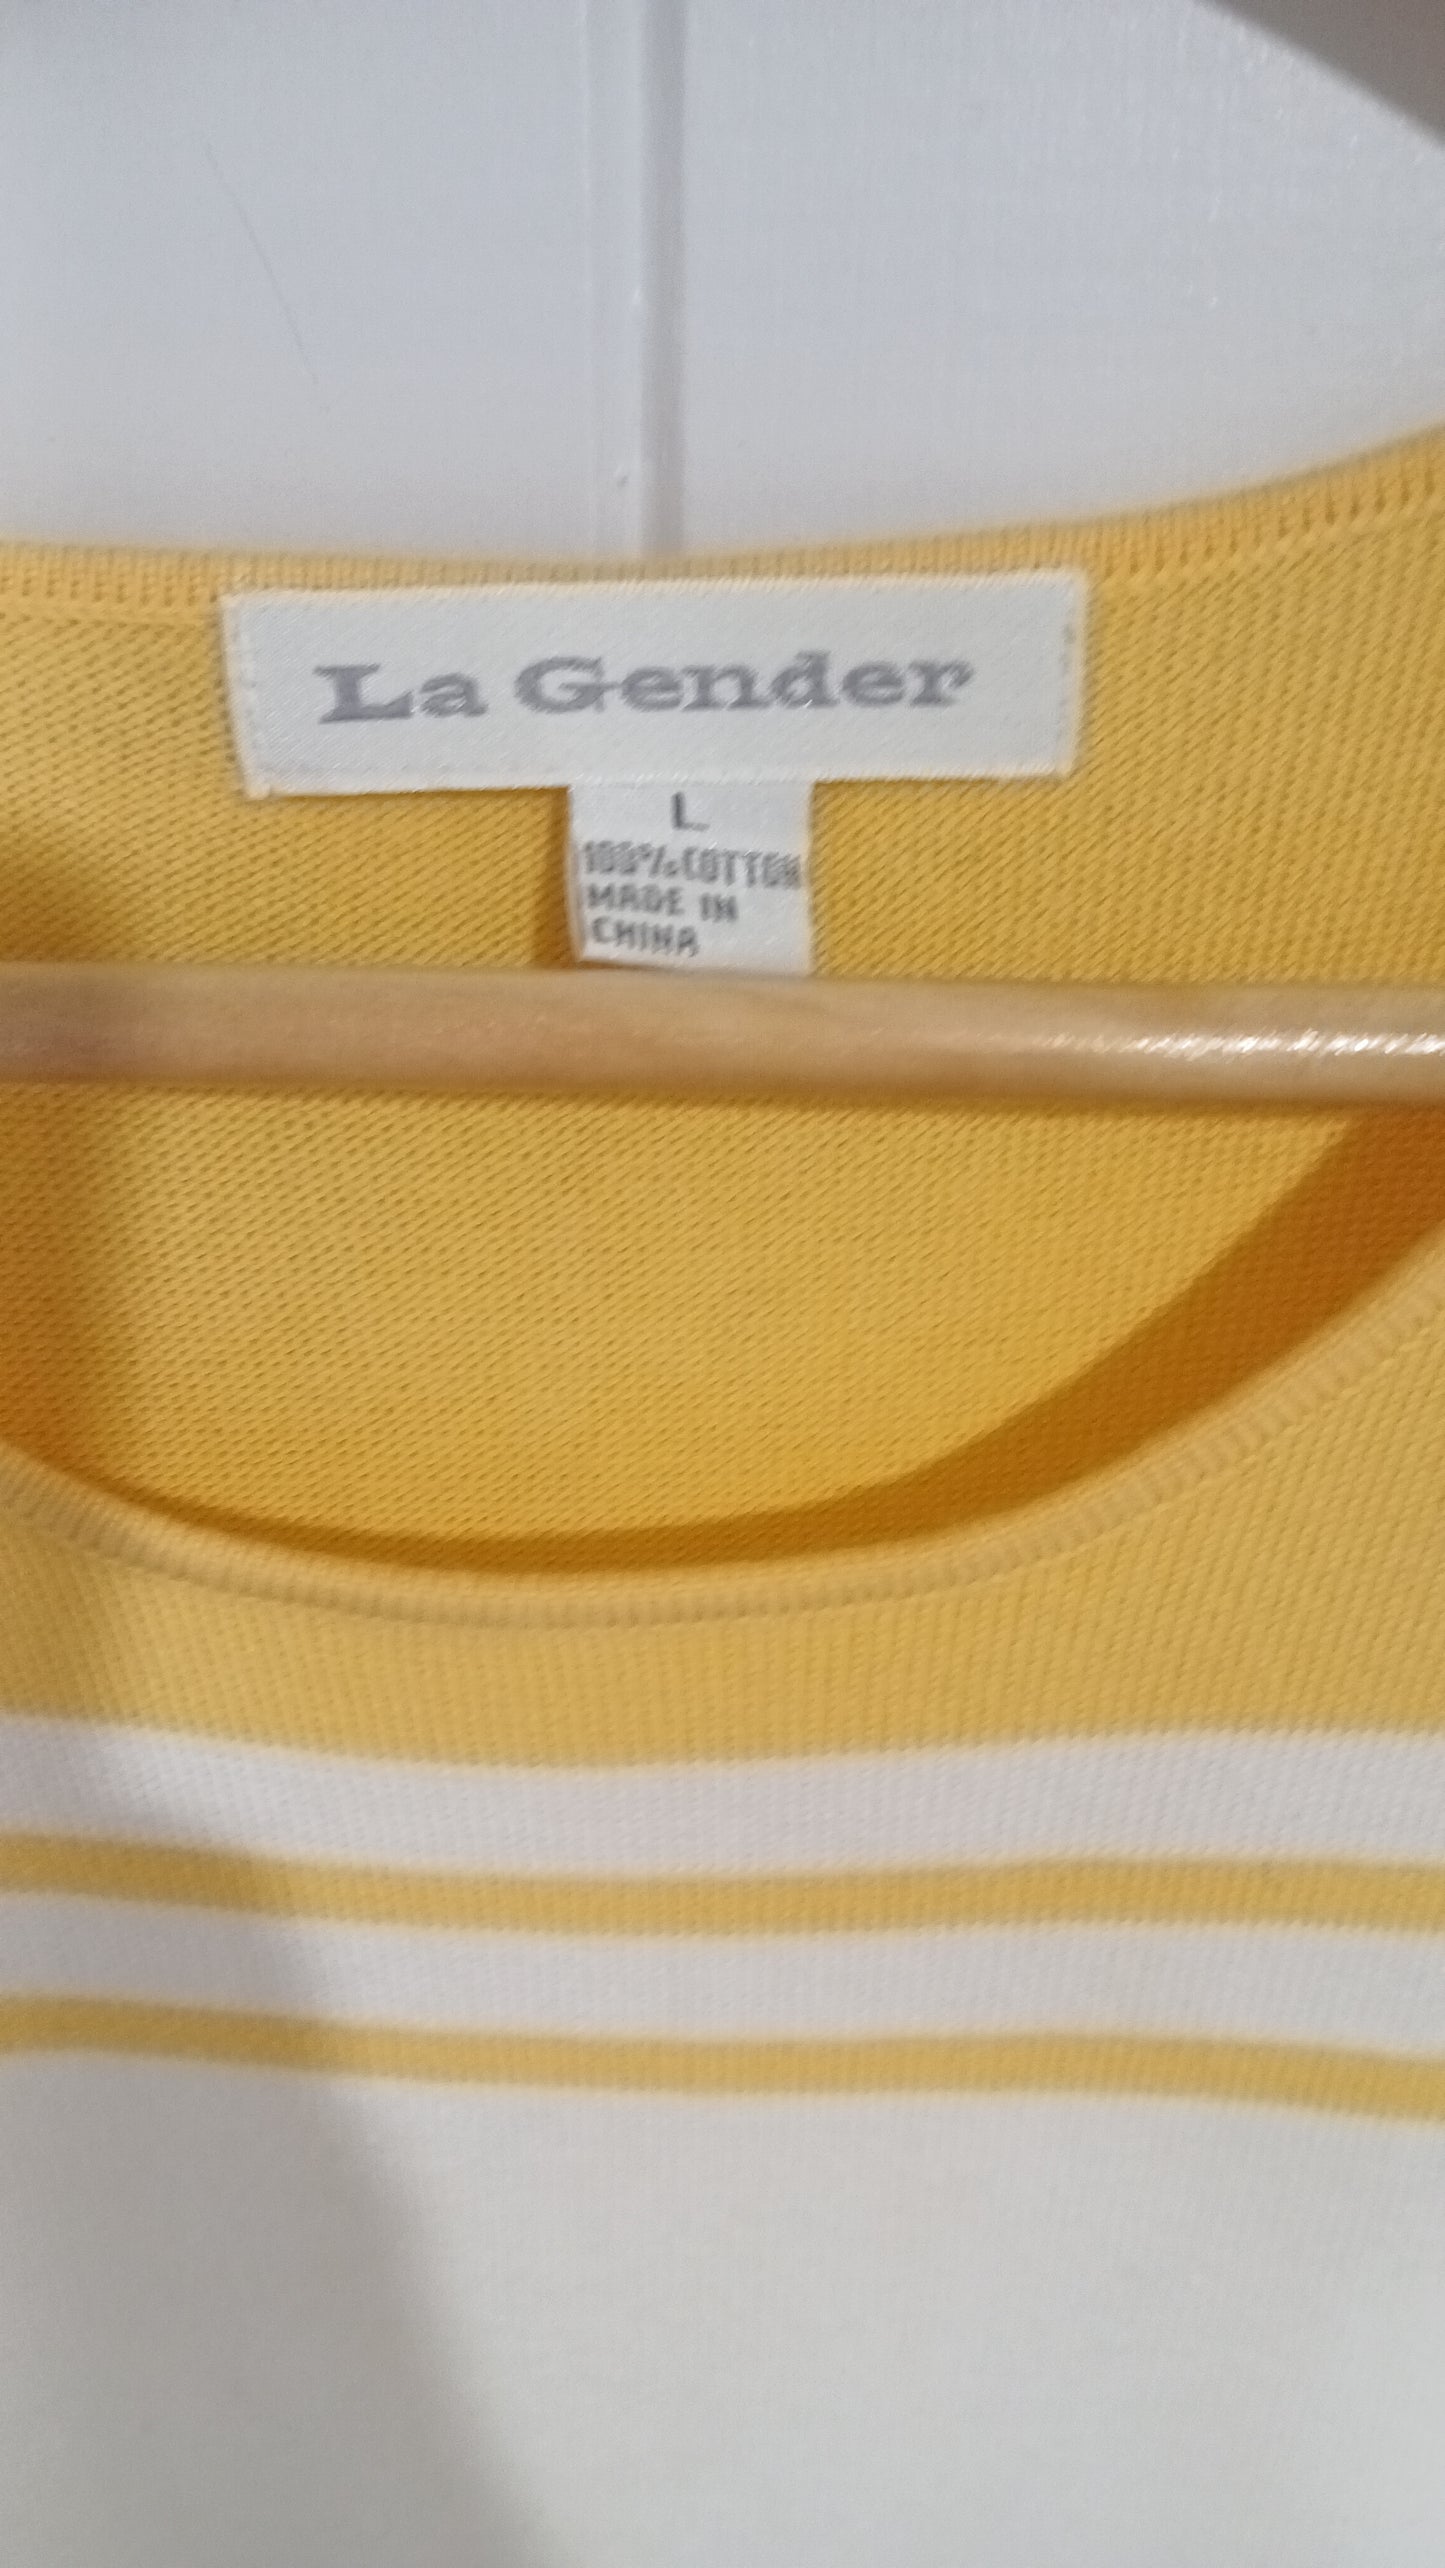 La Gender
L
100% COTTON
MADE IN
CHINA